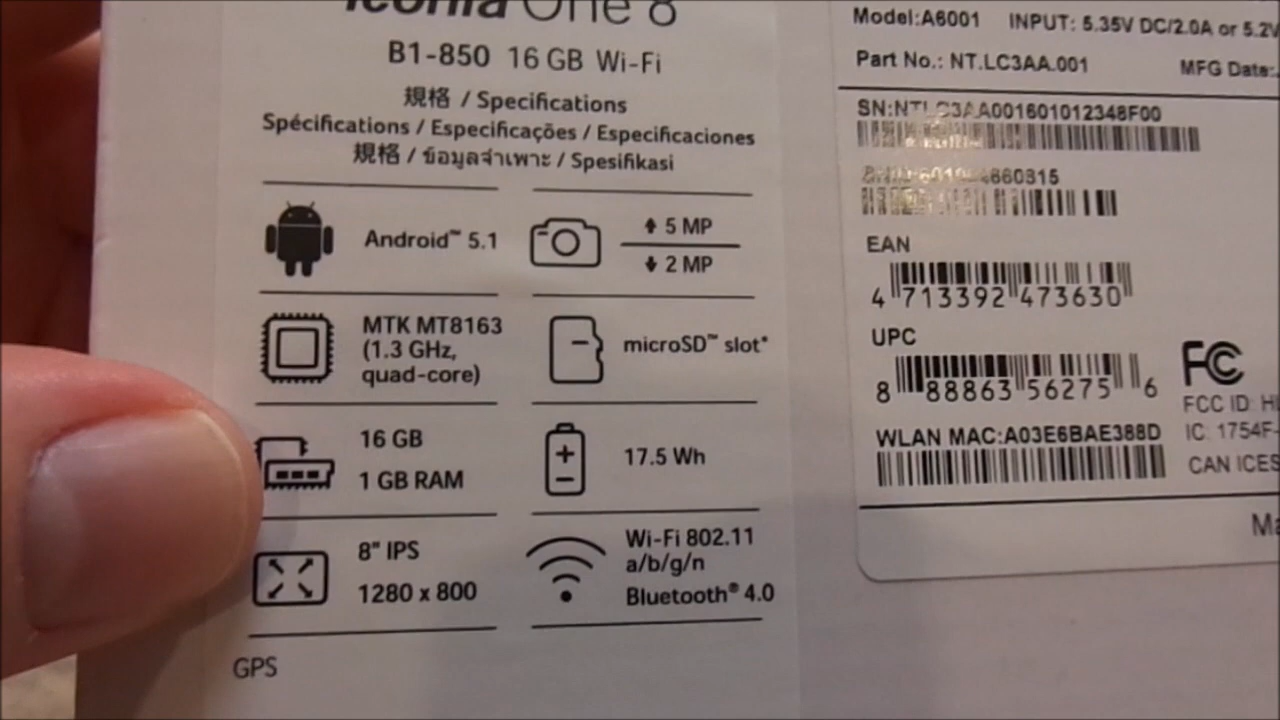 Iconia One 8
B1-850 16 GB Wi-Fi
規格 / Specifications
Spécifications / Especificações / Especificaciones
規格 / ข้อมูลจำเพาะ / Spesifikasi
Android™ 5.1
5 MP
2 MP
MTK MT8163
(1.3 GHz,
quad-core)
microSD™ slot*
16 GB
1 GB RAM
17.5 Wh
8" IPS
1280 x 800
Wi-Fi 802.11
a/b/g/n
Bluetooth® 4.0
GPS
Model:A6001 INPUT: 5.35V DC/2.0A or 5.2V
Part No.: NT.LC3AA.001 MFG Date:
SN:NTLC3AA001601012348F00
EAN
4 713392 473630
UPC
8 88863 56275 6
FC
FCC ID: H
WLAN MAC:A03E6BAE388D
IC: 1754F-
CAN ICES
Ma